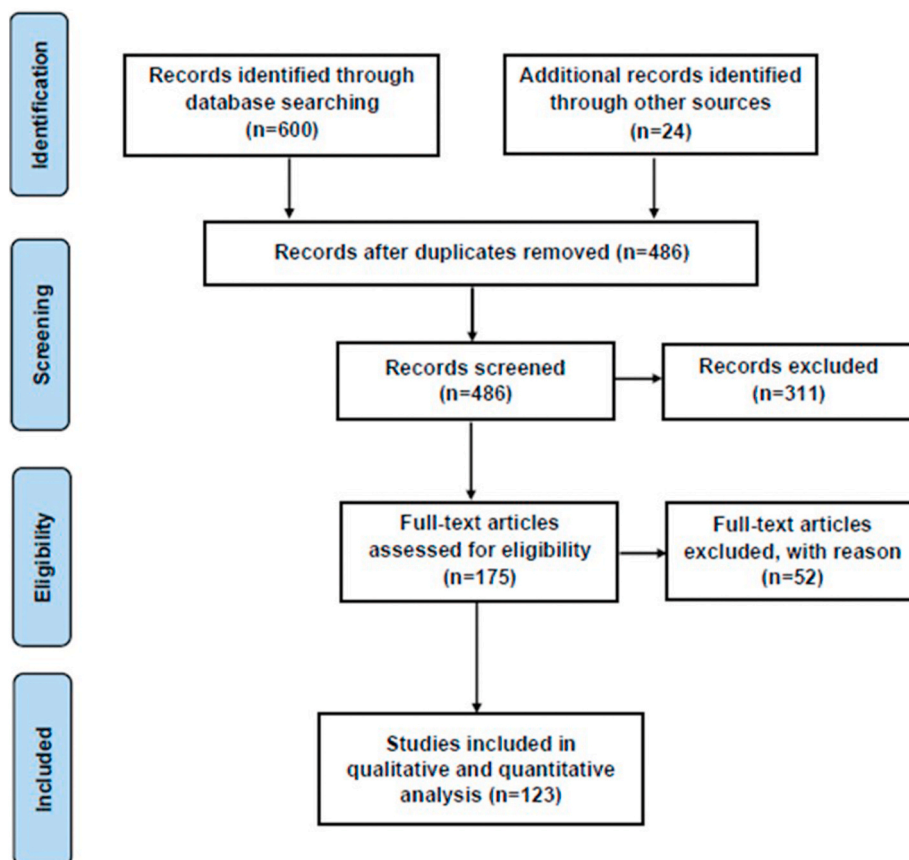 Identification
Records identified through
database searching
(n=600)
Additional records identified
through other sources
(n=24)
Screening
Records after duplicates removed (n=486)
Records screened
(n=486)
Records excluded
(n=311)
Eligibility
Full-text articles
assessed for eligibility
(n=175)
Full-text articles
excluded, with reason
(n=52)
Included
Studies included in
qualitative and quantitative
analysis (n=123)